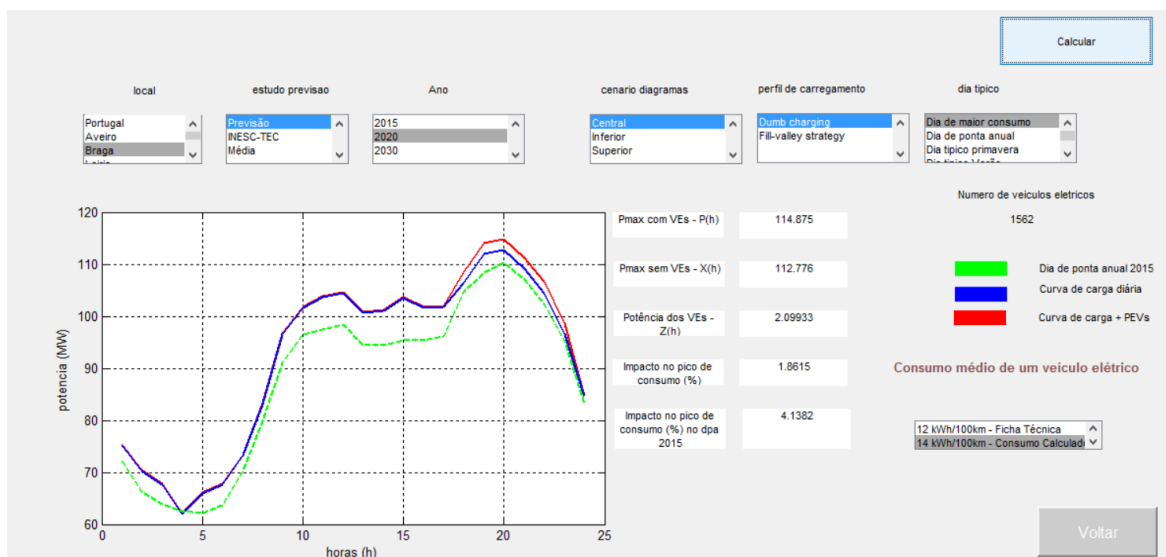 Calcular
local
estudo previsao
Ano
cenario diagramas
perfil de carregamento
dia tipico
Portugal
Aveiro
Braga
Previsão
INESC-TEC
Média
2015
2020
2030
Central
Inferior
Superior
Dumb charging
Fill-valley strategy
Dia de maior consumo
Dia de ponta anual
Dia tipico primavera
Dia tipico Verão
Numero de veiculos eletricos
1562
Pmax com VEs - P(h)
114.875
Pmax sem VEs - X(h)
112.776
Potência dos VEs -
Z(h)
2.09933
Impacto no pico de
consumo (%)
1.8615
Impacto no pico de
consumo (%) no dpa
2015
4.1382
Dia de ponta anual 2015
Curva de carga diária
Curva de carga + PEVs
Consumo médio de um veículo elétrico
12 kWh/100km - Ficha Técnica
14 kWh/100km - Consumo Calculad
Voltar
potencia (MW)
120
110
100
90
80
70
60
0
5
10
15
20
25
horas (h)